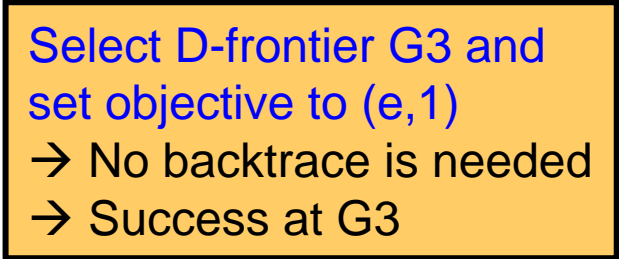 Select D-frontier G3 and
set objective to (e,1)
→ No backtrace is needed
→ Success at G3